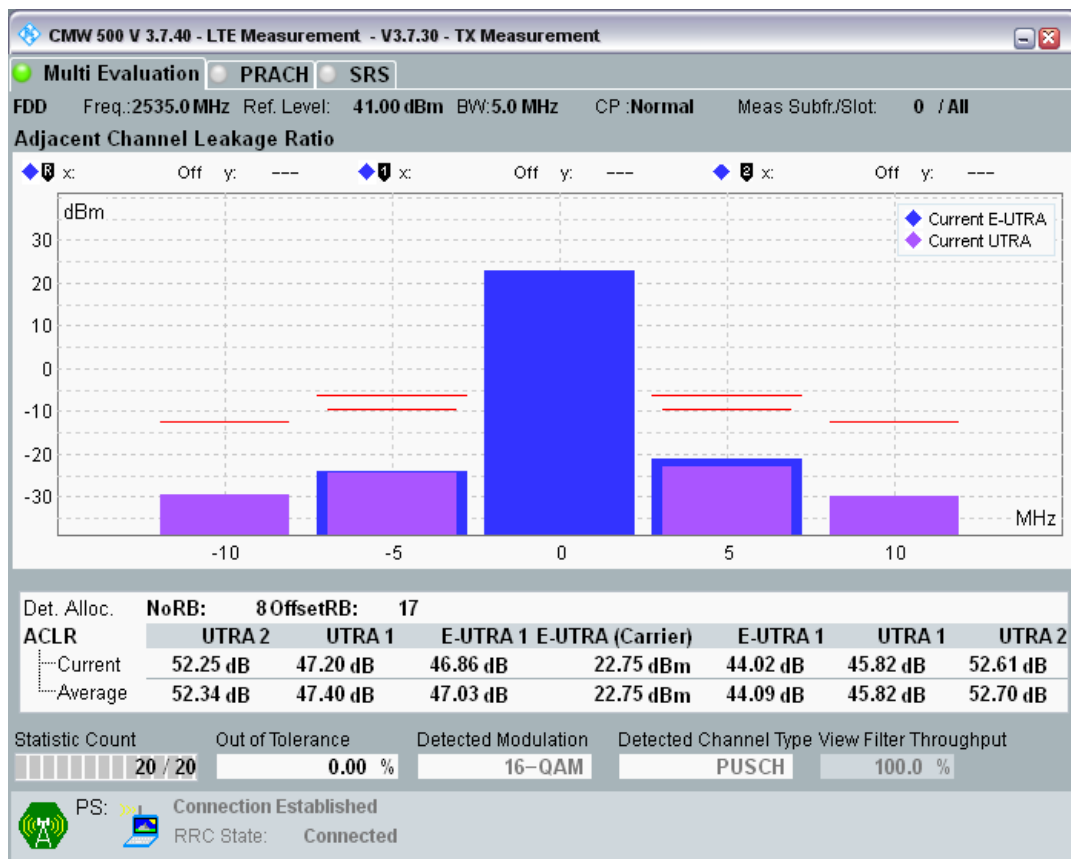 CMW 500 V 3.7.40 - LTE Measurement - V3.7.30 - TX Measurement
Multi Evaluation PRACH SRS
FDD Freg.:2535.0 MHz Ref. Level: 41.00 dBm BW:5.0 MHz CP :Normal Meas Subfr./Slot: 0 / All
Adjacent Channel Leakage Ratio
R x: Off y: --- 1 x: Off y: --- 2 x: Off y: ---
dBm
Current E-UTRA
Current UTRA
30
20
10
0
-10
-20
-30
MHz
-10 -5 0 5 10
Det. Alloc. NoRB: 8 OffsetRB: 17
ACLR UTRA 2 UTRA 1 E-UTRA 1 E-UTRA (Carrier) E-UTRA 1 UTRA 1 UTRA 2
Current 52.25 dB 47.20 dB 46.86 dB 22.75 dBm 44.02 dB 45.82 dB 52.61 dB
Average 52.34 dB 47.40 dB 47.03 dB 22.75 dBm 44.09 dB 45.82 dB 52.70 dB
Statistic Count Out of Tolerance Detected Modulation Detected Channel Type View Filter Throughput
20 / 20 0.00 % 16-QAM PUSCH 100.0 %
PS: Connection Established
RRC State: Connected